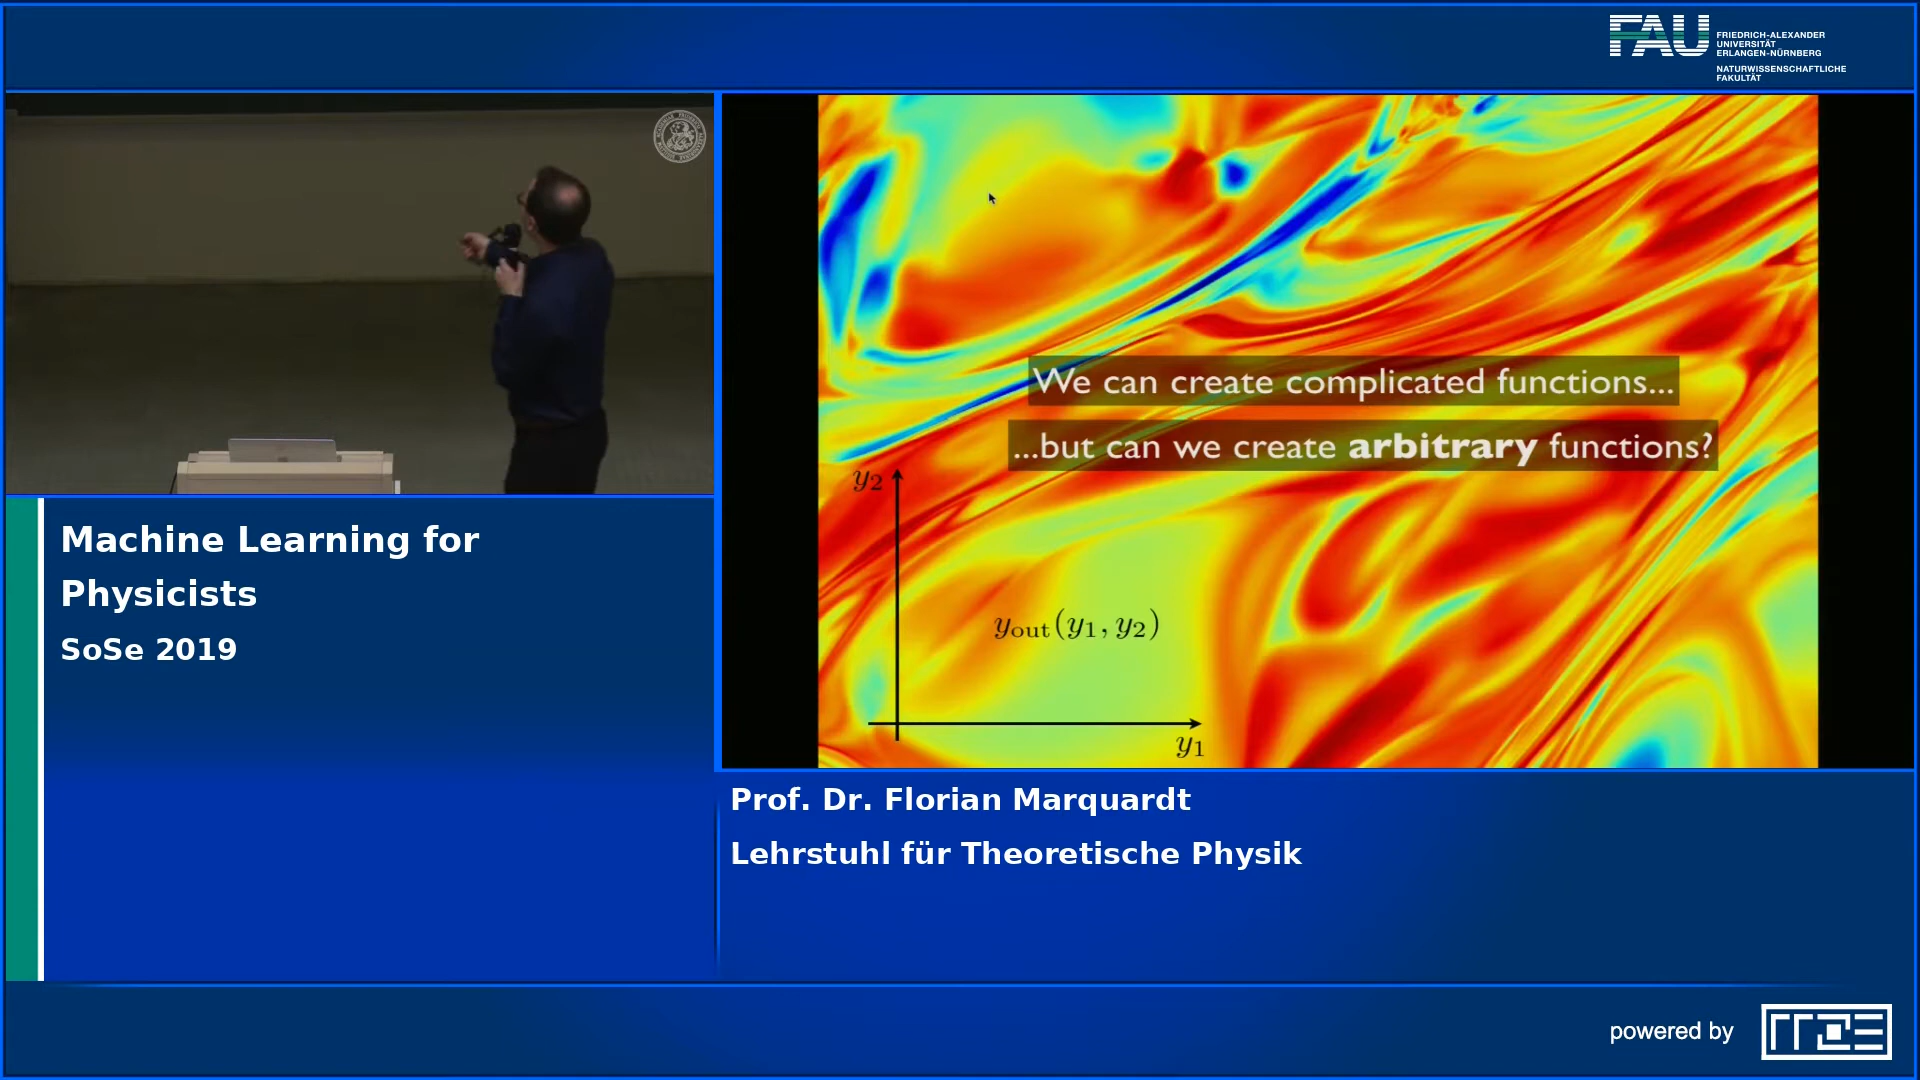 FAU
FRIEDRICH-ALEXANDER
UNIVERSITÄT
ERLANGEN-NÜRNBERG
NATURWISSENSCHAFTLICHE
FAKULTÄT
We can create complicated functions...
...but can we create arbitrary functions?
y₂
y_out(y₁, y₂)
y₁
Machine Learning for
Physicists
SoSe 2019
Prof. Dr. Florian Marquardt
Lehrstuhl für Theoretische Physik
powered by